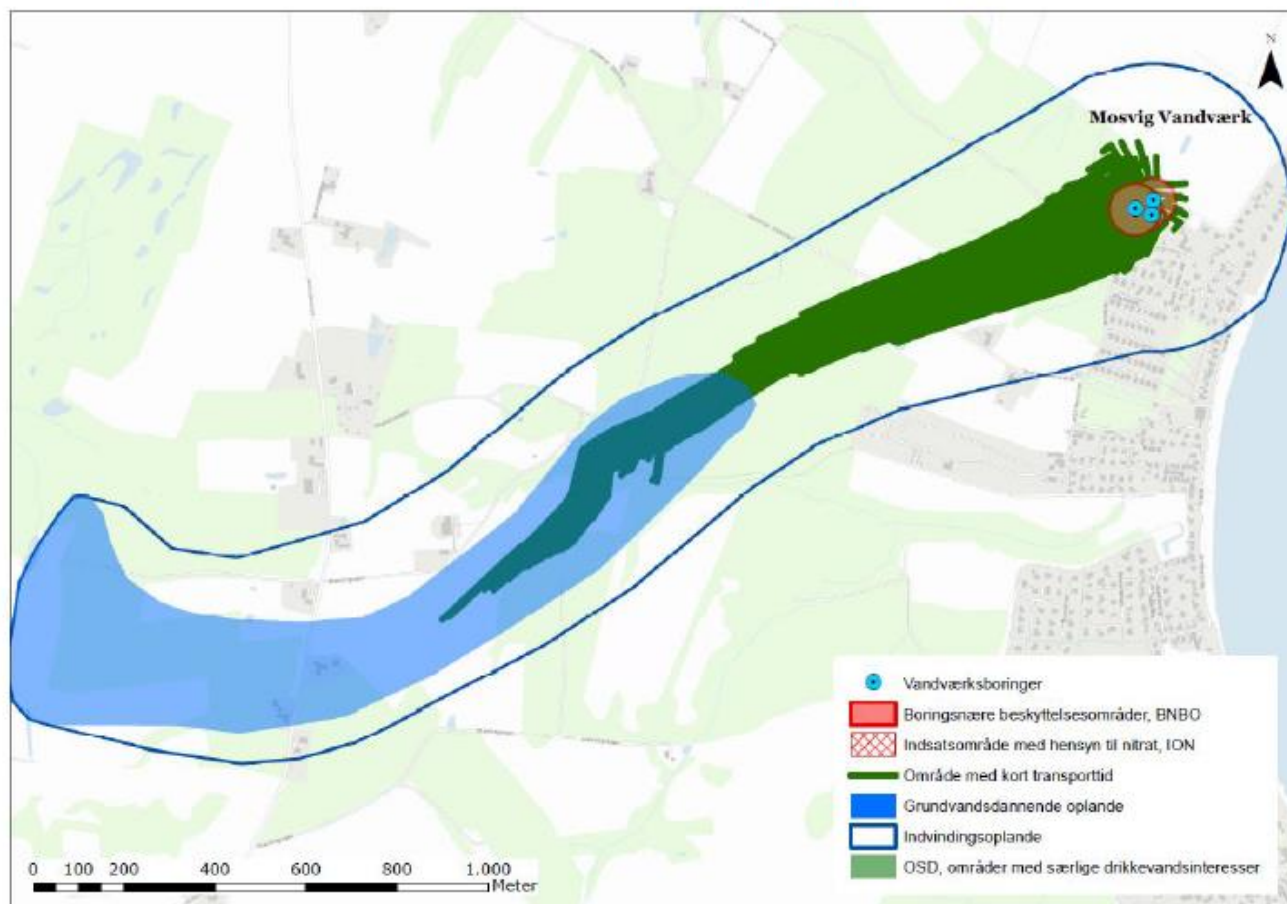 N
Mosvig Vandværk
Vandværksboringer
Boringsnære beskyttelsesområder, BNBO
Indsatsområde med hensyn til nitrat, ION
Område med kort transporttid
Grundvandsdannende oplande
Indvindingsoplande
OSD, områder med særlige drikkevandsinteresser
0 100 200 400 600 800 1.000
Meter